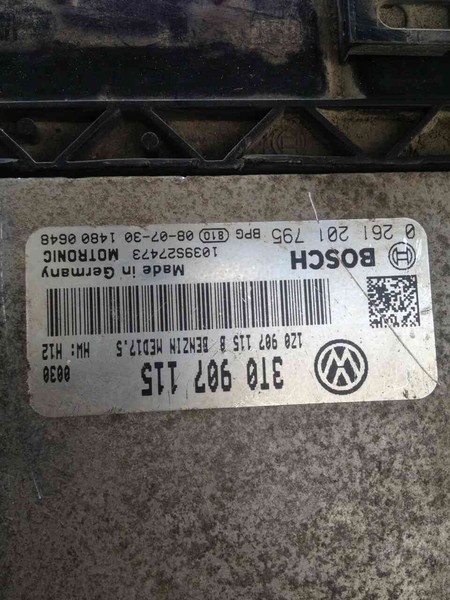 3T0 907 115
0030
1Z0 907 115 B BENZIN MED17.5 HW: H12
BOSCH
Made in Germany
1039S27473 MOTRONIC
0 261 201 795 BPG 810 08-07-30 1480 0648